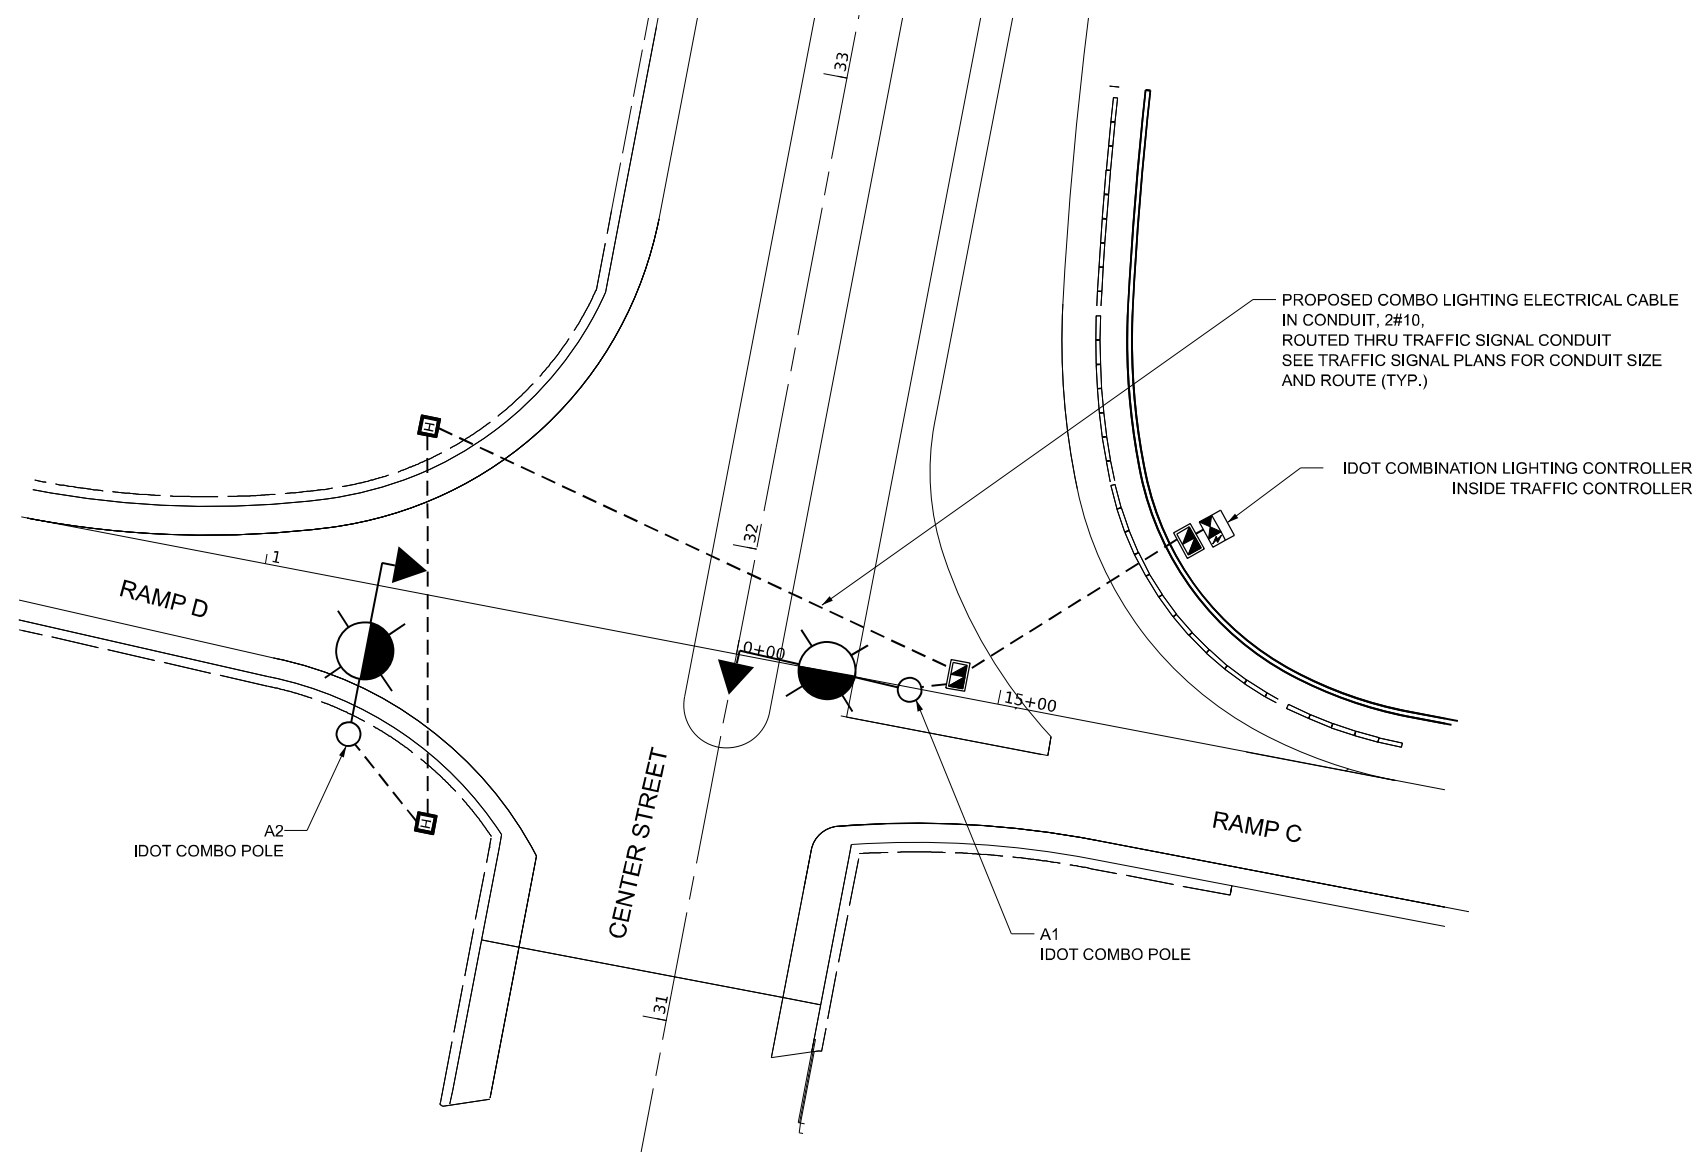 33
PROPOSED COMBO LIGHTING ELECTRICAL CABLE
IN CONDUIT, 2#10,
ROUTED THRU TRAFFIC SIGNAL CONDUIT
SEE TRAFFIC SIGNAL PLANS FOR CONDUIT SIZE
AND ROUTE (TYP.)
H
IDOT COMBINATION LIGHTING CONTROLLER
INSIDE TRAFFIC CONTROLLER
32
1
RAMP D
0+00
15+00
H
A2
IDOT COMBO POLE
CENTER STREET
RAMP C
A1
IDOT COMBO POLE
31